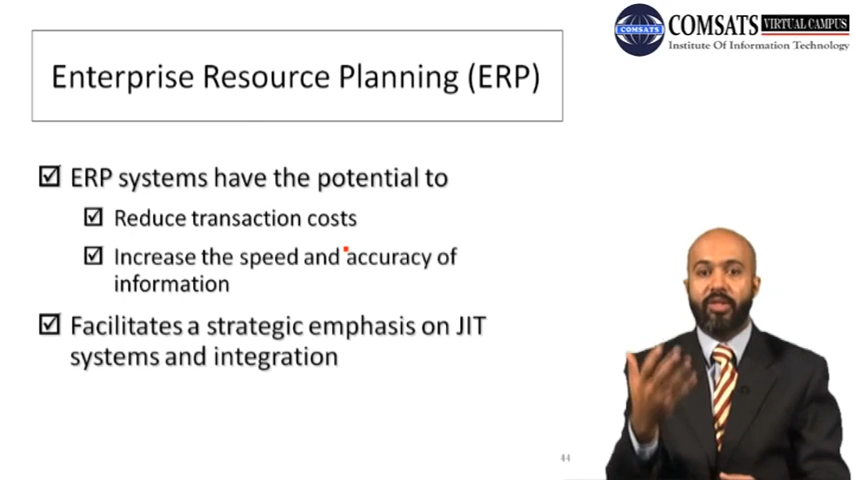 COMSATS VIRTUAL CAMPUS
COMSATS
Institute Of Information Technology
Enterprise Resource Planning (ERP)
ERP systems have the potential to
Reduce transaction costs
Increase the speed and accuracy of
information
Facilitates a strategic emphasis on JIT
systems and integration
44